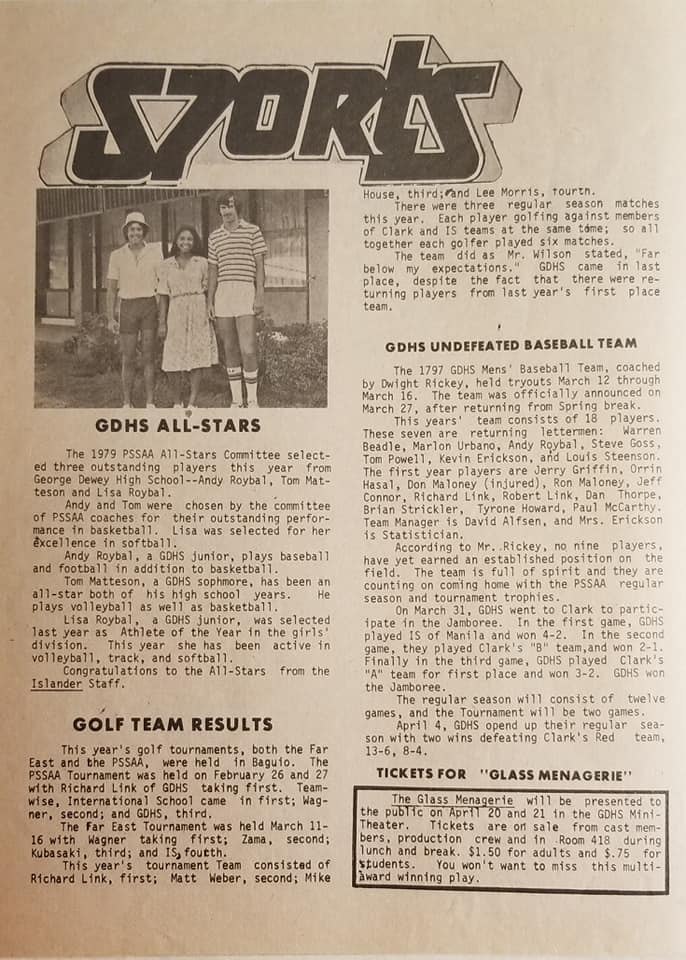 SPORTS
GDHS ALL-STARS
The 1979 PSSAA All-Stars Committee select-
ed three outstanding players this year from
George Dewey High School--Andy Roybal, Tom Mat-
teson and Lisa Roybal.
Andy and Tom were chosen by the committee
of PSSAA coaches for their outstanding perfor-
mance in basketball. Lisa was selected for her
excellence in softball.
Andy Roybal, a GDHS junior, plays baseball
and football in addition to basketball.
Tom Matteson, a GDHS sophmore, has been an
all-star both of his high school years. He
plays volleyball as well as basketball.
Lisa Roybal, a GDHS junior, was selected
last year as Athlete of the Year in the girls'
division. This year she has been active in
volleyball, track, and softball.
Congratulations to the All-Stars from the
Islander Staff.
GOLF TEAM RESULTS
This year's golf tournaments, both the Far
East and the PSSAA, were held in Baguio. The
PSSAA Tournament was held on February 26 and 27
with Richard Link of GDHS taking first. Team-
wise, International School came in first; Wag-
ner, second; and GDHS, third.
The Far East Tournament was held March 11-
16 with Wagner taking first; Zama, second;
Kubasaki, third; and IS, fourth.
This year's tournament Team consisted of
Richard Link, first; Matt Weber, second; Mike
House, third; and Lee Morris, fourth.
There were three regular season matches
this year. Each player golfing against members
of Clark and IS teams at the same time; so all
together each golfer played six matches.
The team did as Mr. Wilson stated, "Far
below my expectations." GDHS came in last
place, despite the fact that there were re-
turning players from last year's first place
team.
GDHS UNDEFEATED BASEBALL TEAM
The 1797 GDHS Mens' Baseball Team, coached
by Dwight Rickey, held tryouts March 12 through
March 16. The team was officially announced on
March 27, after returning from Spring break.
This years' team consists of 18 players.
These seven are returning lettermen: Warren
Beadle, Marlon Urbano, Andy Roybal, Steve Goss,
Tom Powell, Kevin Erickson, and Louis Steenson.
The first year players are Jerry Griffin, Orrin
Hasal, Don Maloney (injured), Ron Maloney, Jeff
Connor, Richard Link, Robert Link, Dan Thorpe,
Brian Strickler, Tyrone Howard, Paul McCarthy.
Team Manager is David Alfsen, and Mrs. Erickson
is Statistician.
According to Mr. Rickey, no nine players,
have yet earned an established position on the
field. The team is full of spirit and they are
counting on coming home with the PSSAA regular
season and tournament trophies.
On March 31, GDHS went to Clark to partic-
ipate in the Jamboree. In the first game, GDHS
played IS of Manila and won 4-2. In the second
game, they played Clark's "B" team,and won 2-1.
Finally in the third game, GDHS played Clark's
"A" team for first place and won 3-2. GDHS won
the Jamboree.
The regular season will consist of twelve
games, and the Tournament will be two games.
April 4, GDHS opend up their regular sea-
son with two wins defeating Clark's Red team,
13-6, 8-4.
TICKETS FOR "GLASS MENAGERIE"
The Glass Menagerie will be presented to
the public on April 20 and 21 in the GDHS Mini-
Theater. Tickets are on sale from cast mem-
bers, production crew and in Room 418 during
lunch and break. $1.50 for adults and $.75 for
students. You won't want to miss this multi-
award winning play.